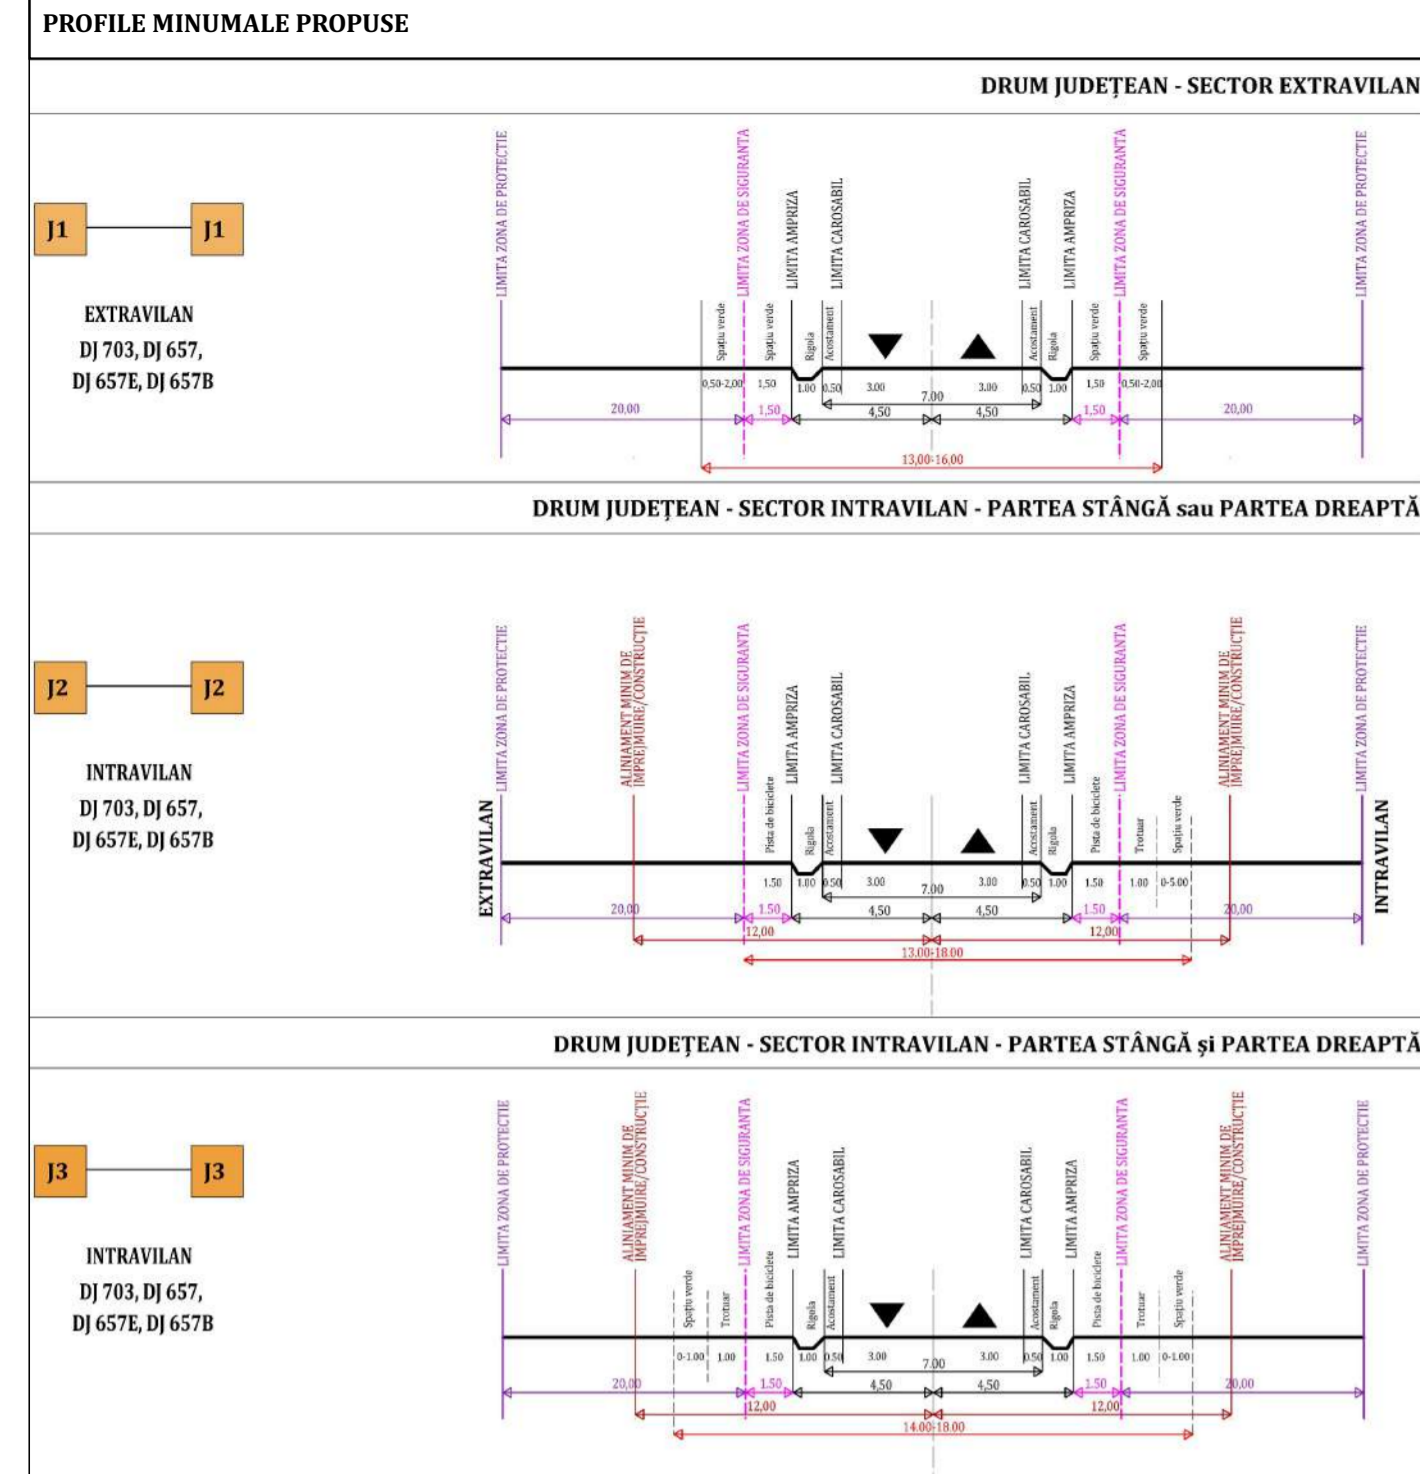 PROFILE MINUMALE PROPUSE
DRUM JUDEȚEAN - SECTOR EXTRAVILAN
J1
J1
EXTRAVILAN
DJ 703, DJ 657,
DJ 657E, DJ 657B
LIMITA ZONA DE PROTECTIE
LIMITA ZONA DE SIGURANTA
LIMITA AMPRIZA
LIMITA CAROSABIL
LIMITA CAROSABIL
LIMITA AMPRIZA
LIMITA ZONA DE SIGURANTA
LIMITA ZONA DE PROTECTIE
Spațiu verde
Spațiu verde
Rigola
Acostament
Acostament
Rigola
Spațiu verde
Spațiu verde
0,50-2,00 1,50 1.00 0.50 3.00 3.00 0.50 1.00 1,50 0,50-2,00
7.00
20,00 1,50 4,50 4,50 1,50 20,00
13,00-16,00
DRUM JUDEȚEAN - SECTOR INTRAVILAN - PARTEA STÂNGĂ sau PARTEA DREAPTĂ
J2
J2
INTRAVILAN
DJ 703, DJ 657,
DJ 657E, DJ 657B
EXTRAVILAN
LIMITA ZONA DE PROTECTIE
ALINIAMENT MINIM DE
ÎMPREJMUIRE/CONSTRUCȚIE
LIMITA ZONA DE SIGURANTA
LIMITA AMPRIZA
LIMITA CAROSABIL
LIMITA CAROSABIL
LIMITA AMPRIZA
LIMITA ZONA DE SIGURANTA
ALINIAMENT MINIM DE
ÎMPREJMUIRE/CONSTRUCȚIE
LIMITA ZONA DE PROTECTIE
INTRAVILAN
Pista de biciclete
Rigola
Acostament
Acostament
Rigola
Pista de biciclete
Trotuar
Spațiu verde
1.50 1.00 0.50 3.00 3.00 0.50 1.00 1.50 1.00 0-5.00
7.00
20,00 1.50 4,50 4,50 1.50 20,00
12,00 12,00
13.00-18.00
DRUM JUDEȚEAN - SECTOR INTRAVILAN - PARTEA STÂNGĂ și PARTEA DREAPTĂ
J3
J3
INTRAVILAN
DJ 703, DJ 657,
DJ 657E, DJ 657B
LIMITA ZONA DE PROTECTIE
ALINIAMENT MINIM DE
ÎMPREJMUIRE/CONSTRUCȚIE
LIMITA ZONA DE SIGURANTA
LIMITA AMPRIZA
LIMITA CAROSABIL
LIMITA CAROSABIL
LIMITA AMPRIZA
LIMITA ZONA DE SIGURANTA
ALINIAMENT MINIM DE
ÎMPREJMUIRE/CONSTRUCȚIE
LIMITA ZONA DE PROTECTIE
Spațiu verde
Trotuar
Pista de biciclete
Rigola
Acostament
Acostament
Rigola
Pista de biciclete
Trotuar
Spațiu verde
0-1.00 1.00 1.50 1.00 0.50 3.00 3.00 0.50 1.00 1.50 1.00 0-1.00
7.00
20,00 1.50 4,50 4,50 1.50 20,00
12,00 12,00
14.00-18.00